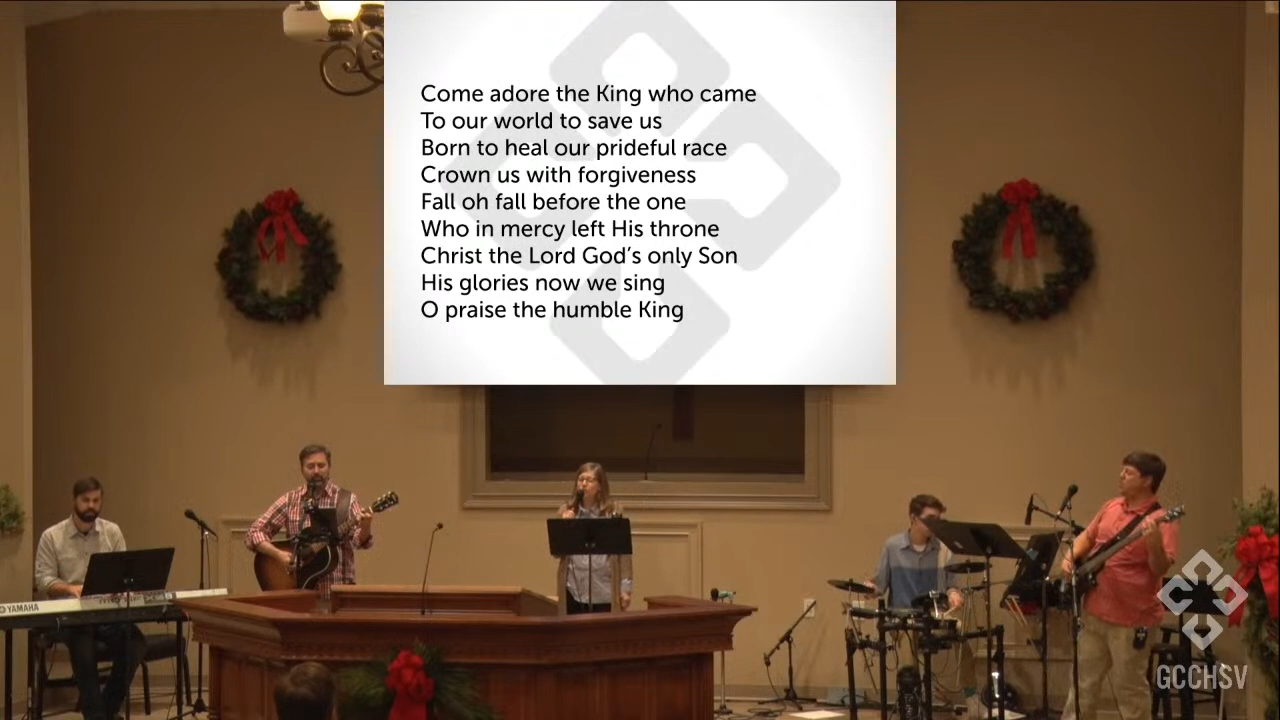 Come adore the King who came
To our world to save us
Born to heal our prideful race
Crown us with forgiveness
Fall oh fall before the one
Who in mercy left His throne
Christ the Lord God's only Son
His glories now we sing
O praise the humble King
YAMAHA
GCCHSV